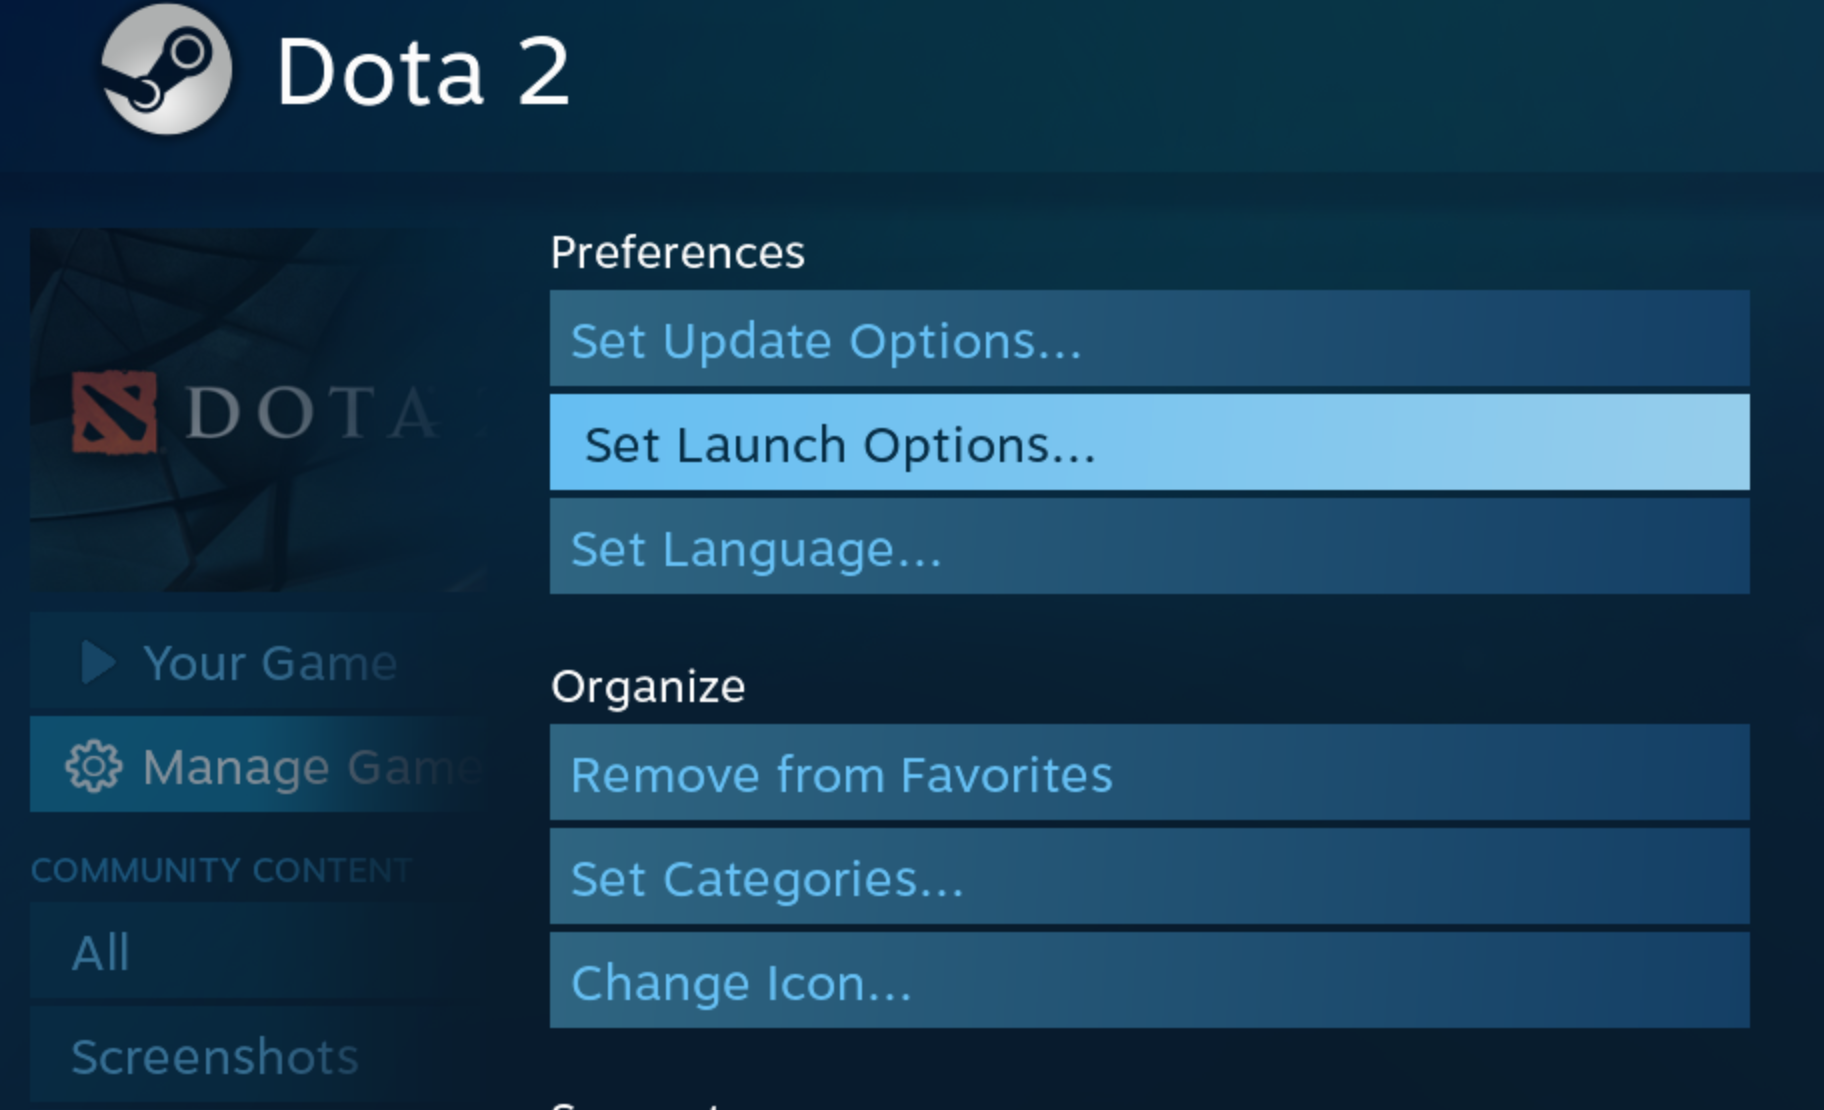 Dota 2
DOTA
Your Game
Manage Game
COMMUNITY CONTENT
All
Screenshots
Preferences
Set Update Options...
Set Launch Options...
Set Language...
Organize
Remove from Favorites
Set Categories...
Change Icon...